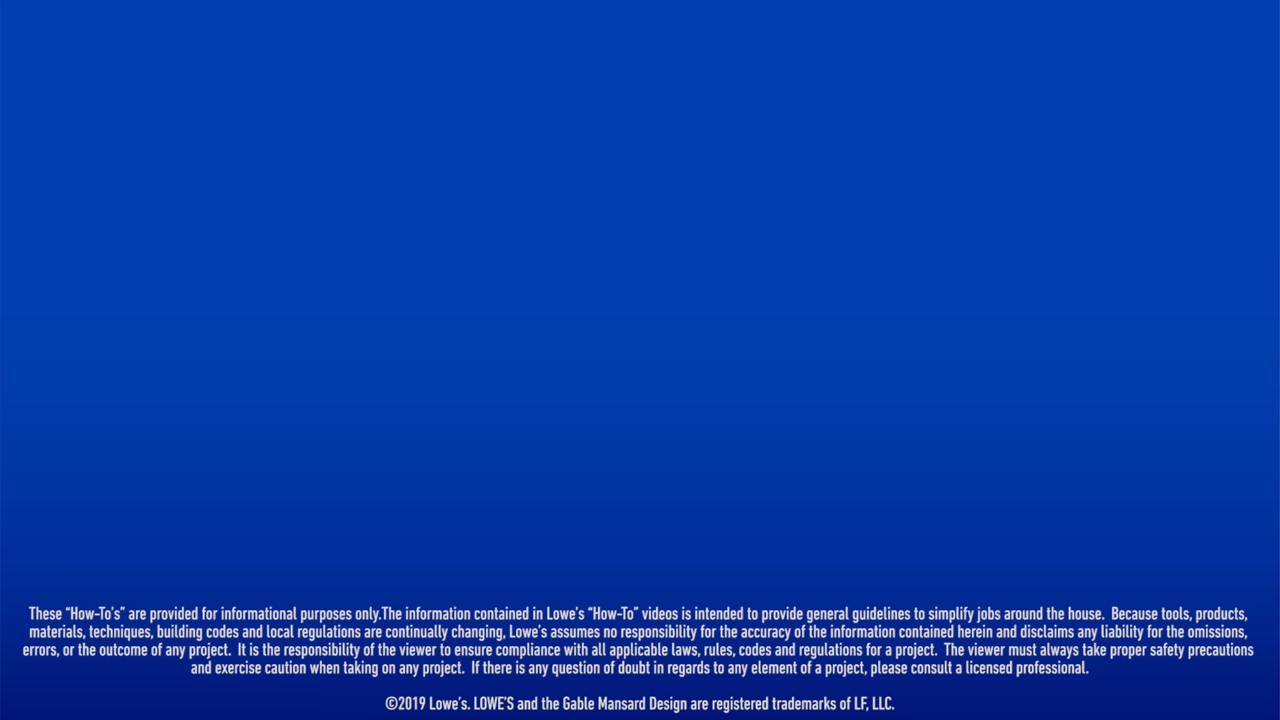 These “How-To’s” are provided for informational purposes only.The information contained in Lowe’s “How-To” videos is intended to provide general guidelines to simplify jobs around the house.  Because tools, products,
materials, techniques, building codes and local regulations are continually changing, Lowe’s assumes no responsibility for the accuracy of the information contained herein and disclaims any liability for the omissions,
errors, or the outcome of any project.  It is the responsibility of the viewer to ensure compliance with all applicable laws, rules, codes and regulations for a project.  The viewer must always take proper safety precautions
and exercise caution when taking on any project.  If there is any question of doubt in regards to any element of a project, please consult a licensed professional.
©2019 Lowe’s. LOWE’S and the Gable Mansard Design are registered trademarks of LF, LLC.